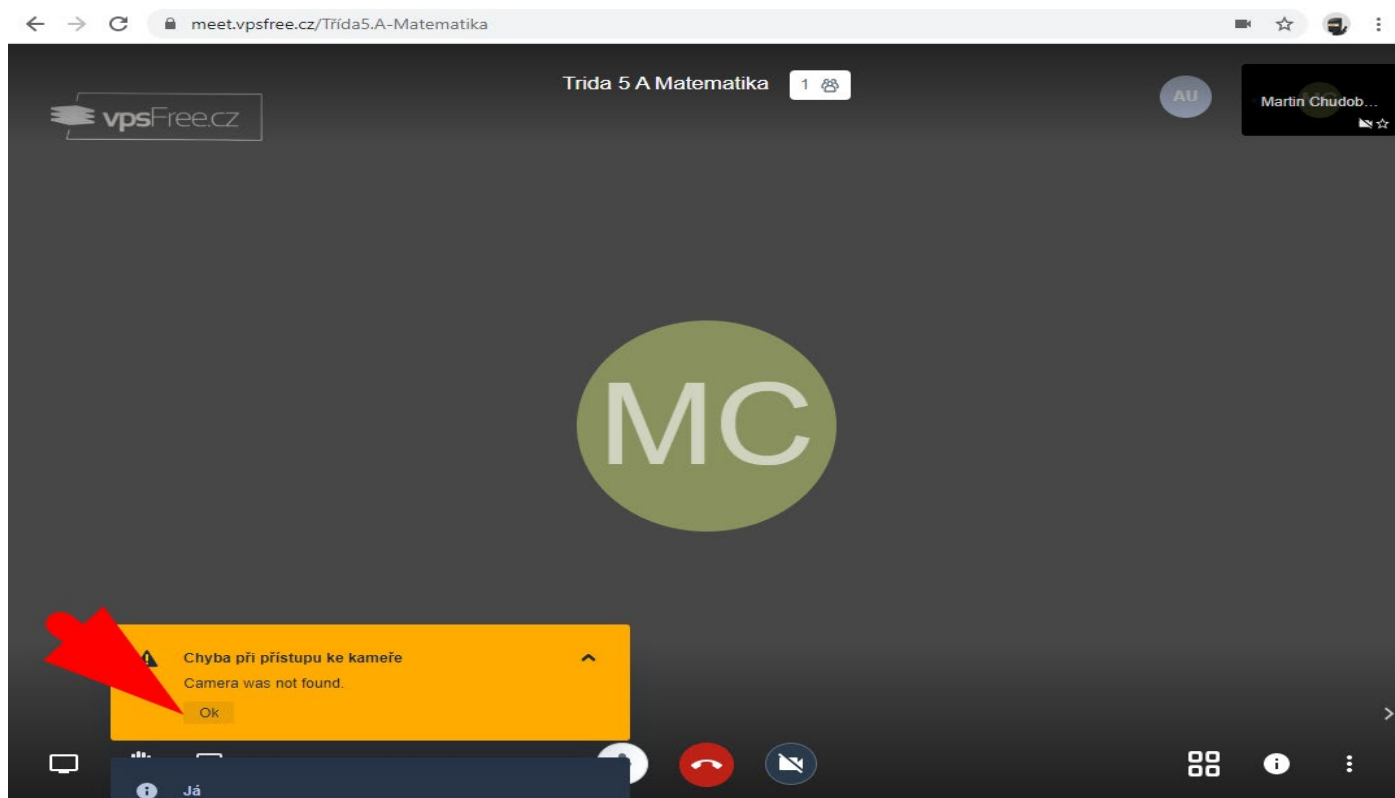 meet.vpsfree.cz/Třída5.A-Matematika
Trida 5 A Matematika 1
vpsFree.cz
AU
Martin Chudob...
MC
Chyba při přístupu ke kameře
Camera was not found.
Ok
Já